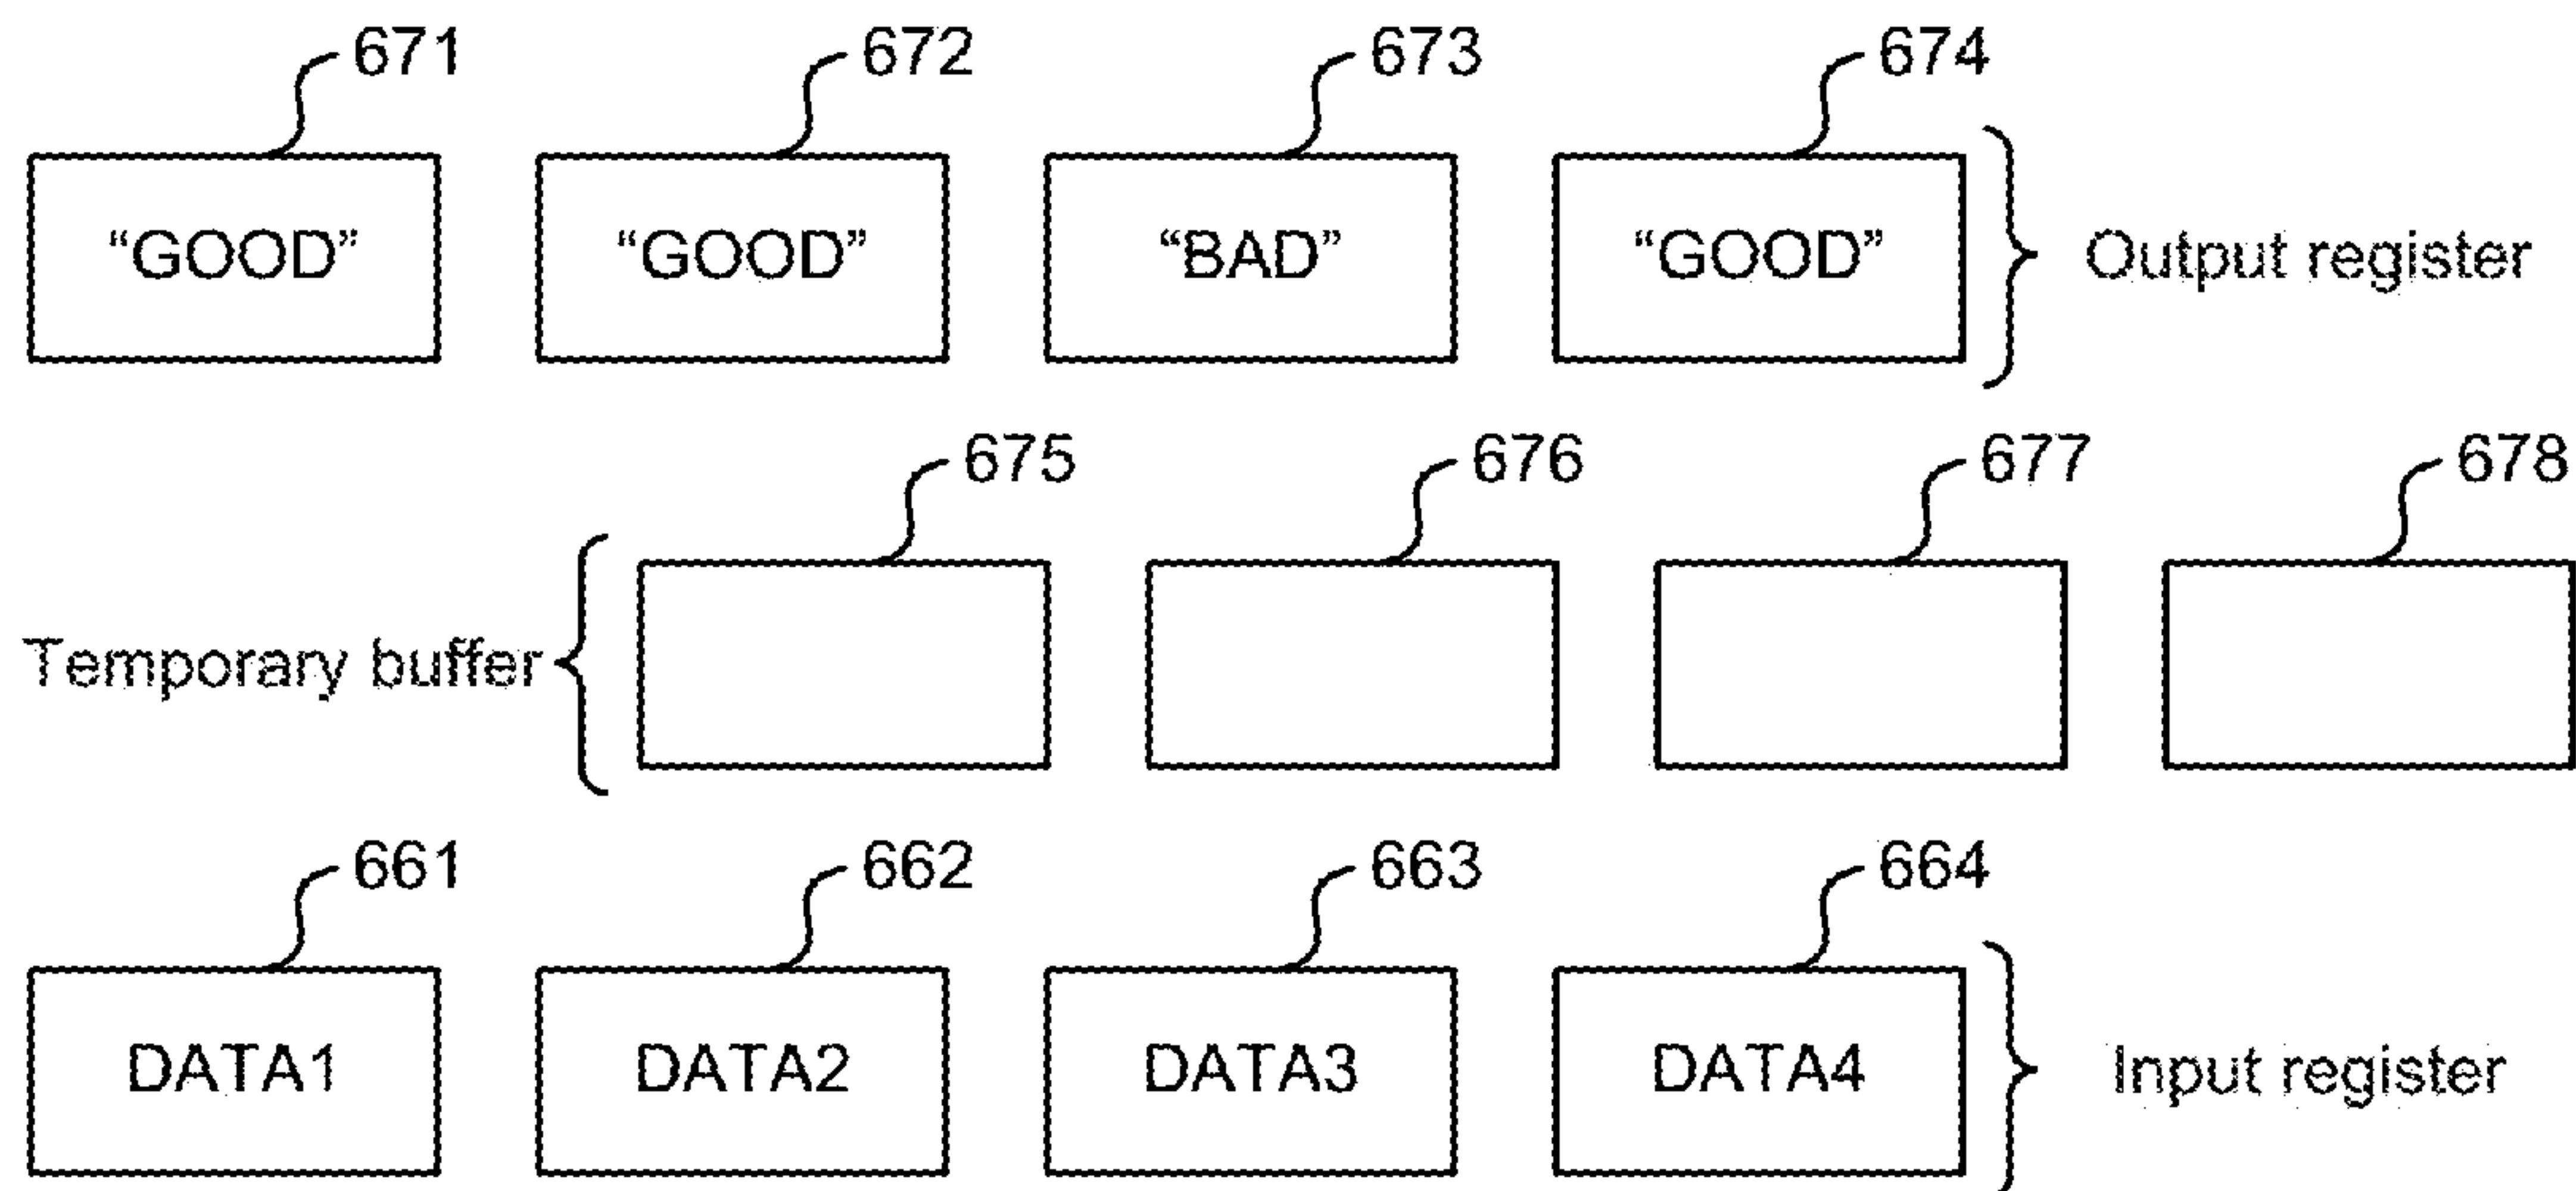 671 672 673 674
“GOOD” “GOOD” “BAD” “GOOD” Output register
675 676 677 678
Temporary buffer
661 662 663 664
DATA1 DATA2 DATA3 DATA4 Input register